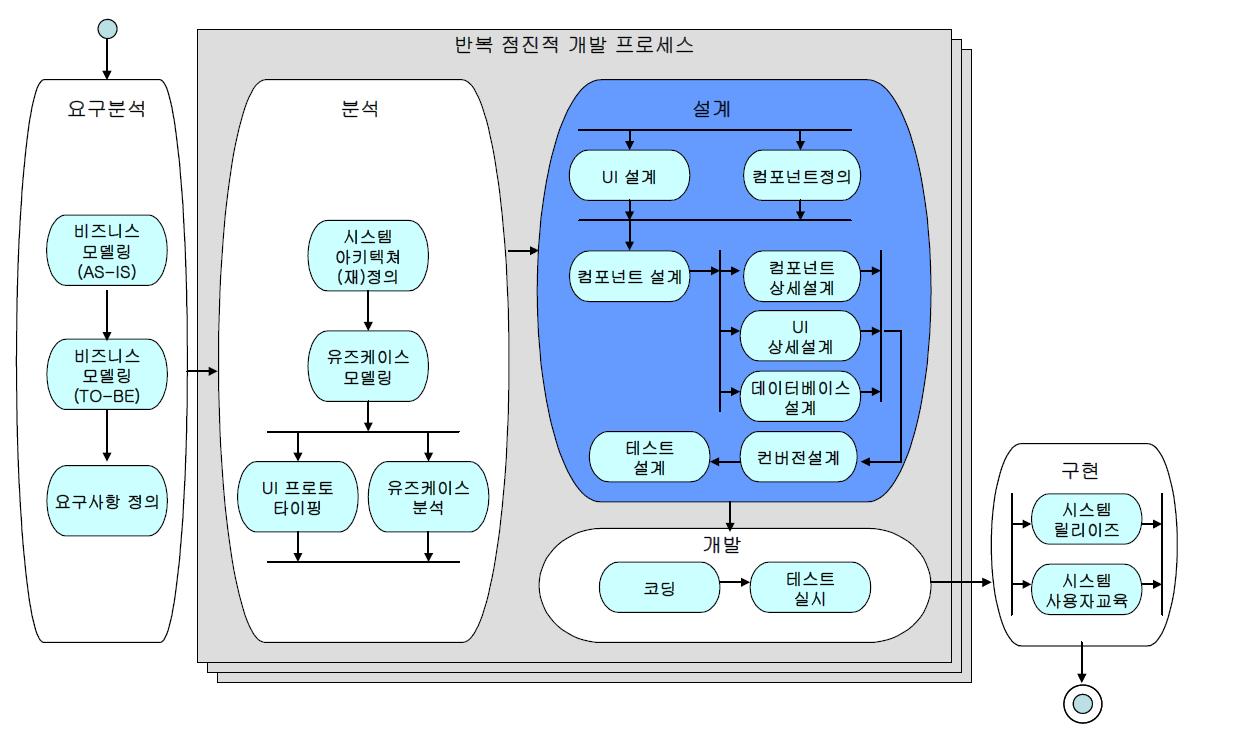 반복 점진적 개발 프로세스
요구분석
비즈니스
모델링
(AS-IS)
비즈니스
모델링
(TO-BE)
요구사항 정의
분석
시스템
아키텍쳐
(재)정의
유즈케이스
모델링
UI 프로토
타이핑
유즈케이스
분석
설계
UI 설계
컴포넌트정의
컴포넌트 설계
컴포넌트
상세설계
UI
상세설계
데이터베이스
설계
테스트
설계
컨버전설계
개발
코딩
테스트
실시
구현
시스템
릴리이즈
시스템
사용자교육